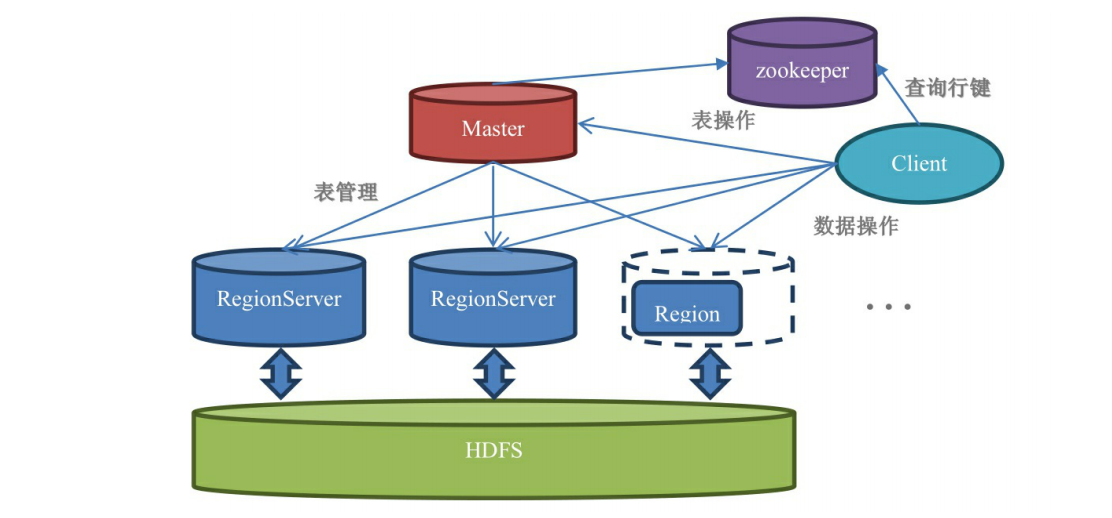 zookeeper
查询行键
Master
表操作
Client
表管理
数据操作
RegionServer
RegionServer
Region
...
HDFS